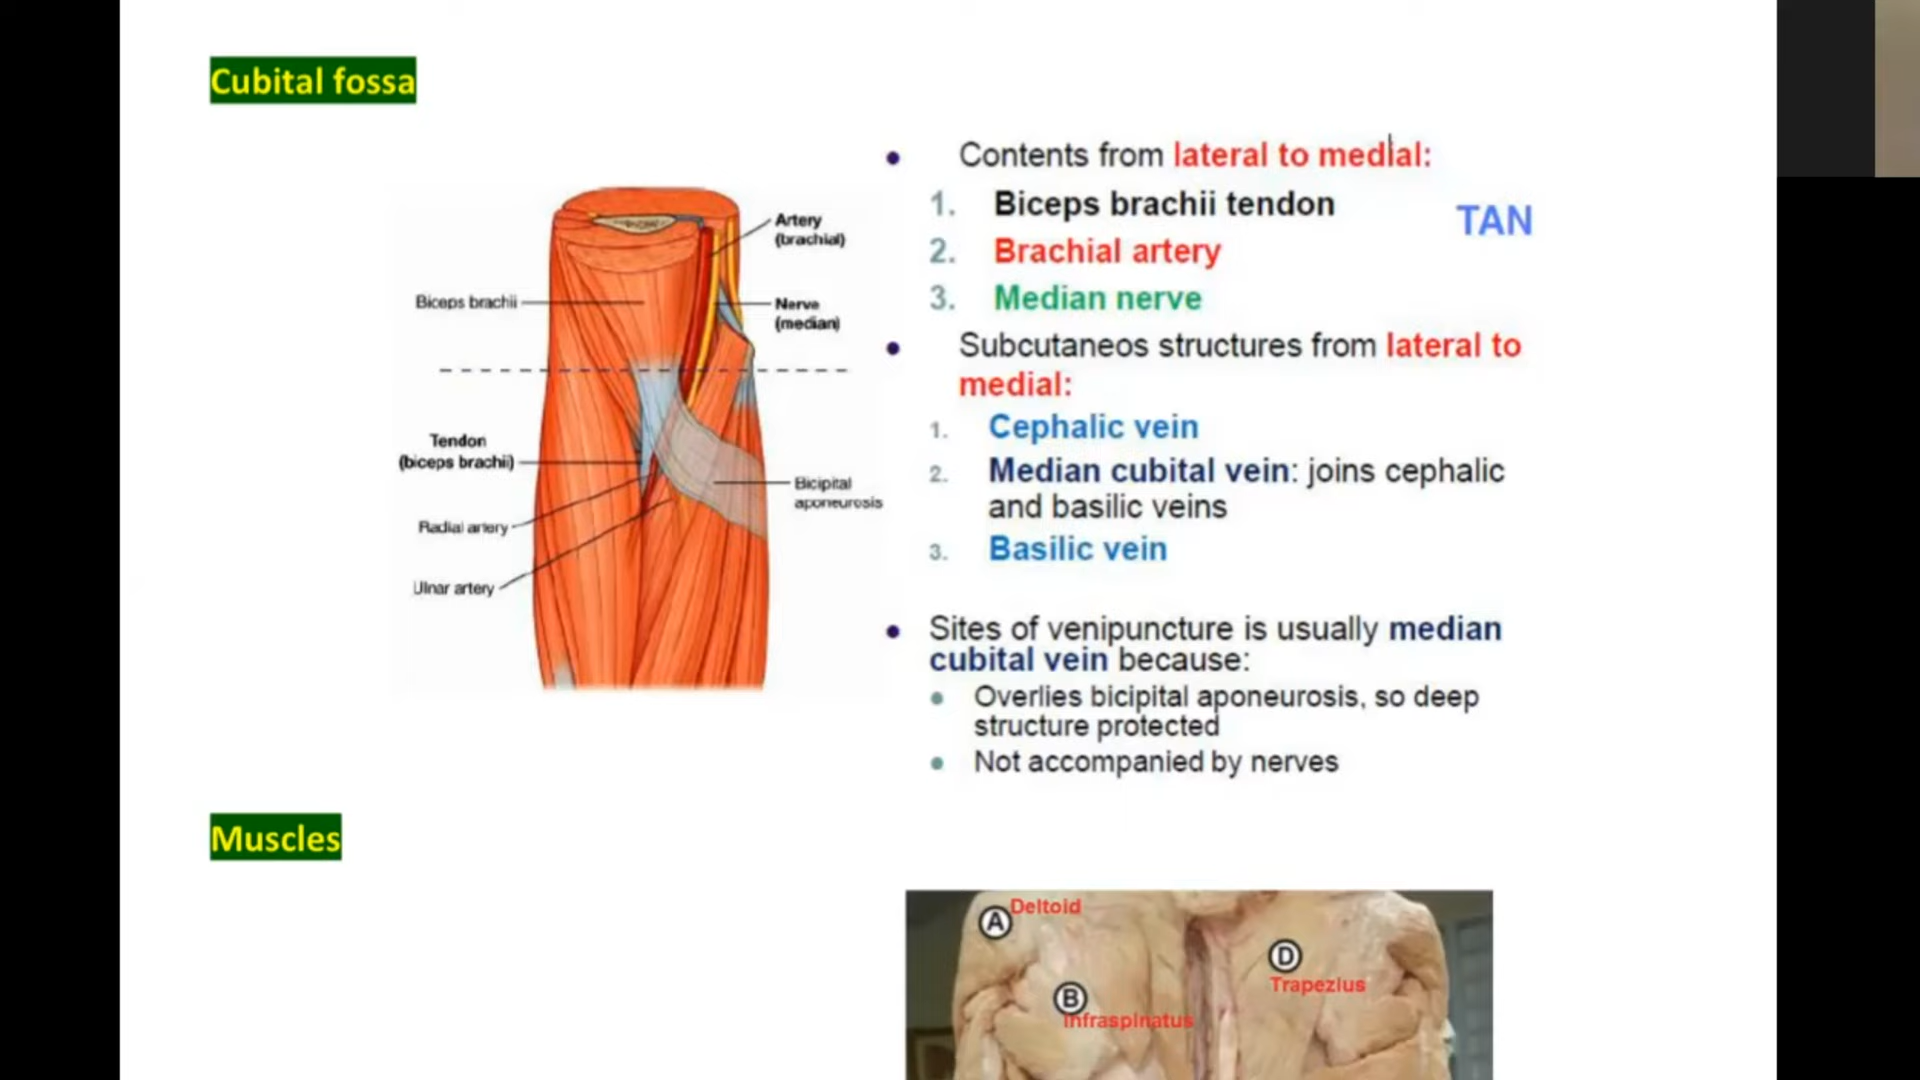 Cubital fossa
Contents from lateral to medial:
1. Biceps brachii tendon
TAN
2. Brachial artery
3. Median nerve
Subcutaneos structures from lateral to
medial:
1. Cephalic vein
2. Median cubital vein: joins cephalic
and basilic veins
3. Basilic vein
Sites of venipuncture is usually median
cubital vein because:
Overlies bicipital aponeurosis, so deep
structure protected
Not accompanied by nerves
Artery
(brachial)
Biceps brachii
Nerve
(median)
Tendon
(biceps brachii)
Bicipital
aponeurosis
Radial artery
Ulnar artery
Muscles
A Deltoid
D
Trapezius
B
Infraspinatus